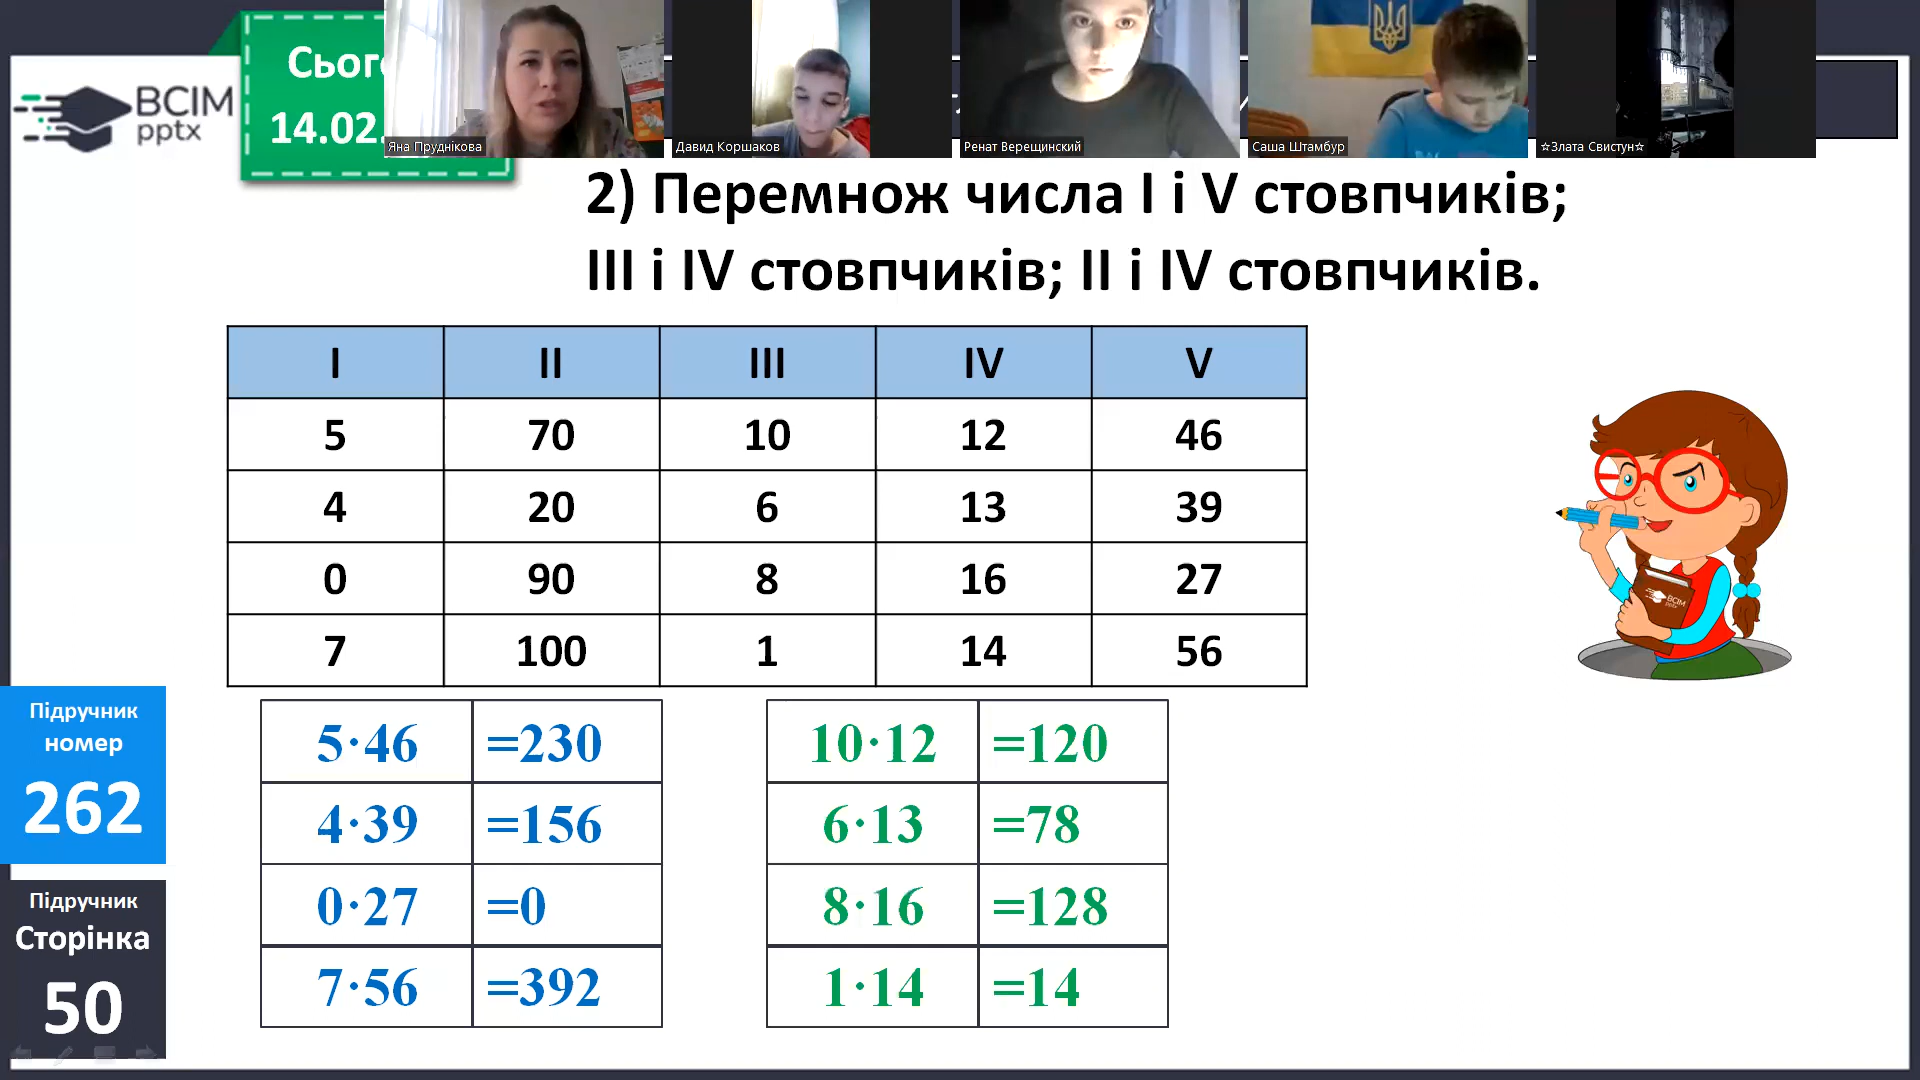 Сього
14.02.
ВСІМ
pptx
Яна Пруднікова
Давид Коршаков
Ренат Верещинский
Саша Штамбур
☆Злата Свистун☆
2) Перемнож числа I і V стовпчиків;
III і IV стовпчиків; II і IV стовпчиків.
I II III IV V
5 70 10 12 46
4 20 6 13 39
0 90 8 16 27
7 100 1 14 56
ВСІМ
pptx
Підручник
номер
262
Підручник
Сторінка
50
5·46 =230
4·39 =156
0·27 =0
7·56 =392
10·12 =120
6·13 =78
8·16 =128
1·14 =14